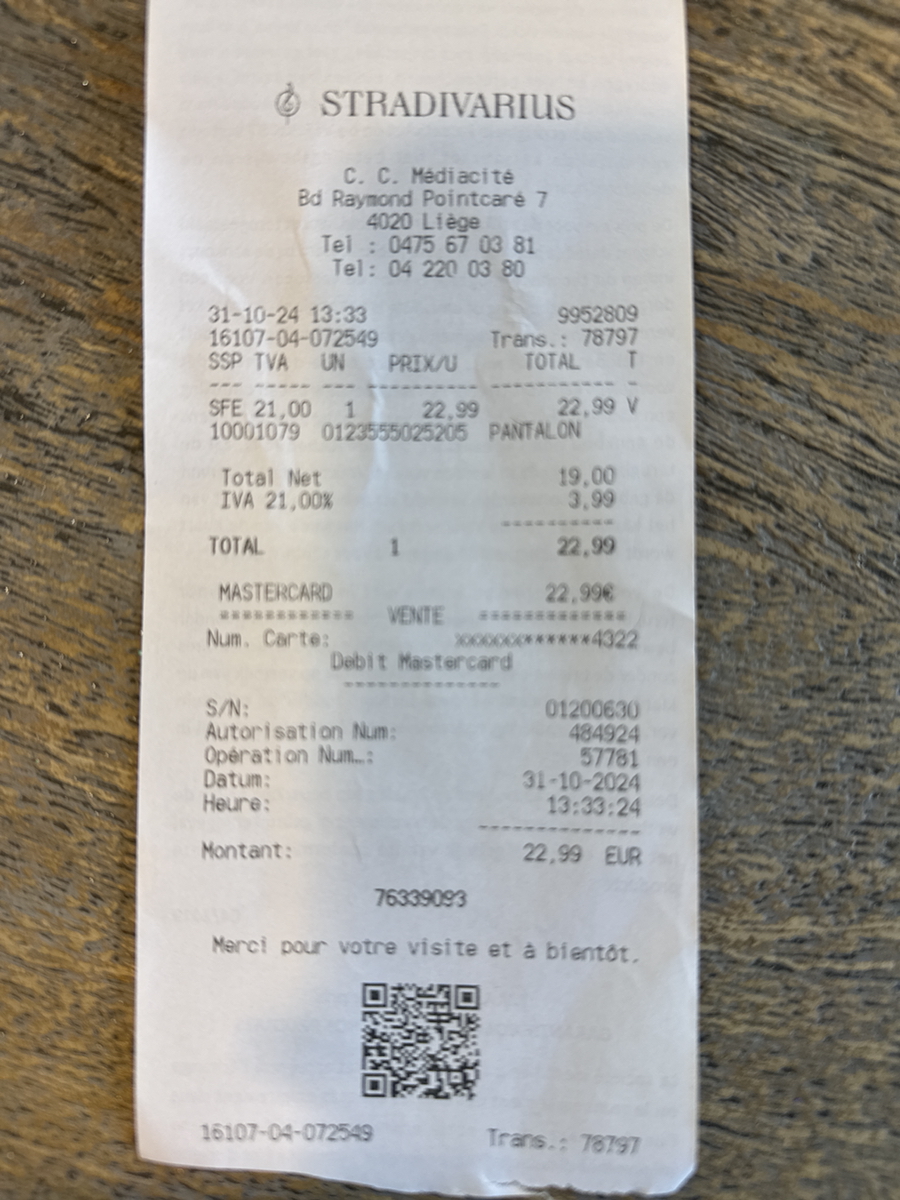 STRADIVARIUS
C. C. Médiacité
Bd Raymond Pointcaré 7
4020 Liège
Tel : 0475 67 03 81
Tel: 04 220 03 80
31-10-24 13:33 9952809
16107-04-072549 Trans.: 78797
SSP TVA UN PRIX/U TOTAL T
--- ----- --- ---------- ----------- -
SFE 21,00 1 22,99 22,99 V
10001079 0123555025205 PANTALON
Total Net 19,00
IVA 21,00% 3,99
----------
TOTAL 1 22,99
MASTERCARD 22,99€
============ VENTE =============
Num. Carte: xxxxxxx******4322
Debit Mastercard
--------------
S/N: 01200630
Autorisation Num: 484924
Opération Num…: 57781
Datum: 31-10-2024
Heure: 13:33:24
--------------
Montant: 22,99 EUR
76339093
Merci pour votre visite et à bientôt.
16107-04-072549 Trans.: 78797